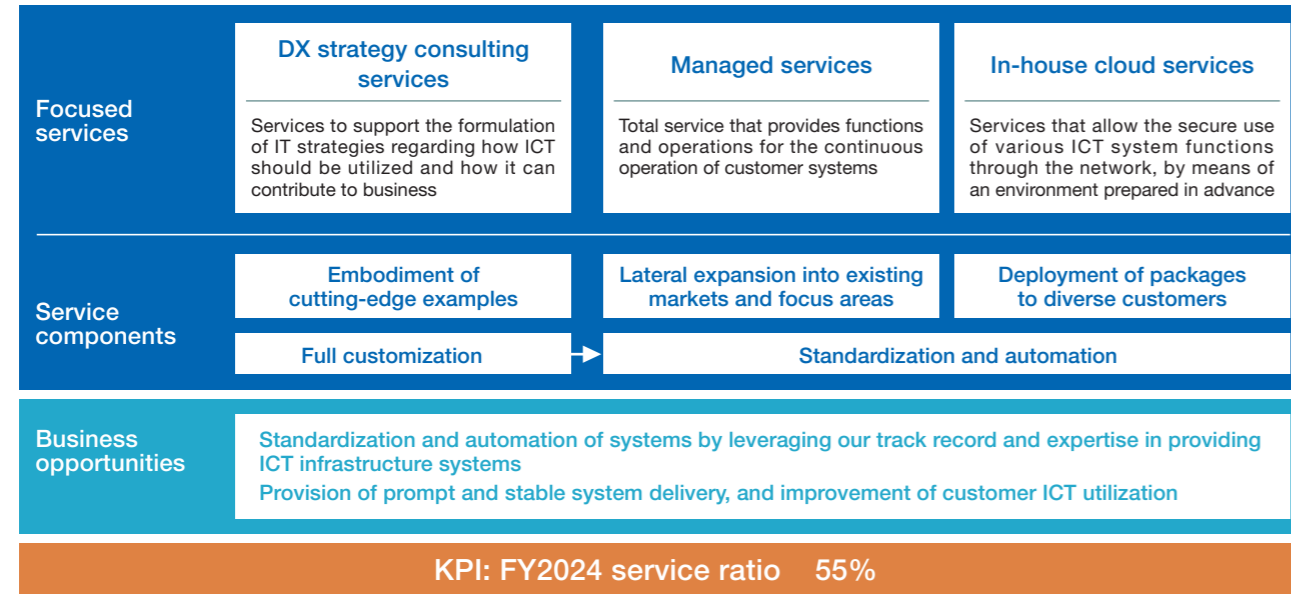 Focused
services
DX strategy consulting
services
Services to support the formulation
of IT strategies regarding how ICT
should be utilized and how it can
contribute to business
Managed services
Total service that provides functions
and operations for the continuous
operation of customer systems
In-house cloud services
Services that allow the secure use
of various ICT system functions
through the network, by means of
an environment prepared in advance
Service
components
Embodiment of
cutting-edge examples
Lateral expansion into existing
markets and focus areas
Deployment of packages
to diverse customers
Full customization
Standardization and automation
Business
opportunities
Standardization and automation of systems by leveraging our track record and expertise in providing
ICT infrastructure systems
Provision of prompt and stable system delivery, and improvement of customer ICT utilization
KPI: FY2024 service ratio 55%